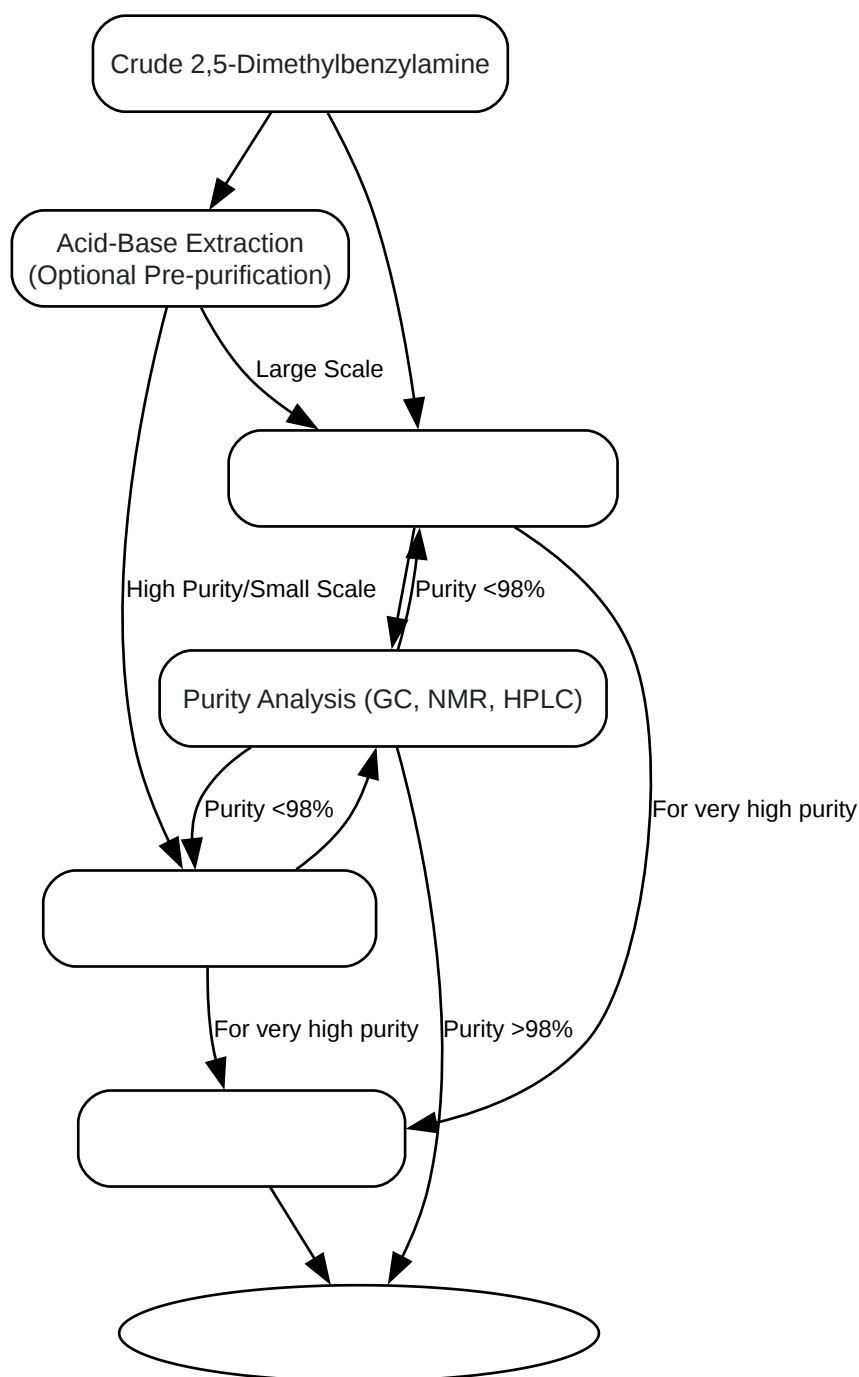 Crude 2,5-Dimethylbenzylamine
Acid-Base Extraction
(Optional Pre-purification)
Large Scale
High Purity/Small Scale
Purity <98%
Purity Analysis (GC, NMR, HPLC)
Purity <98%
For very high purity
For very high purity
Purity >98%